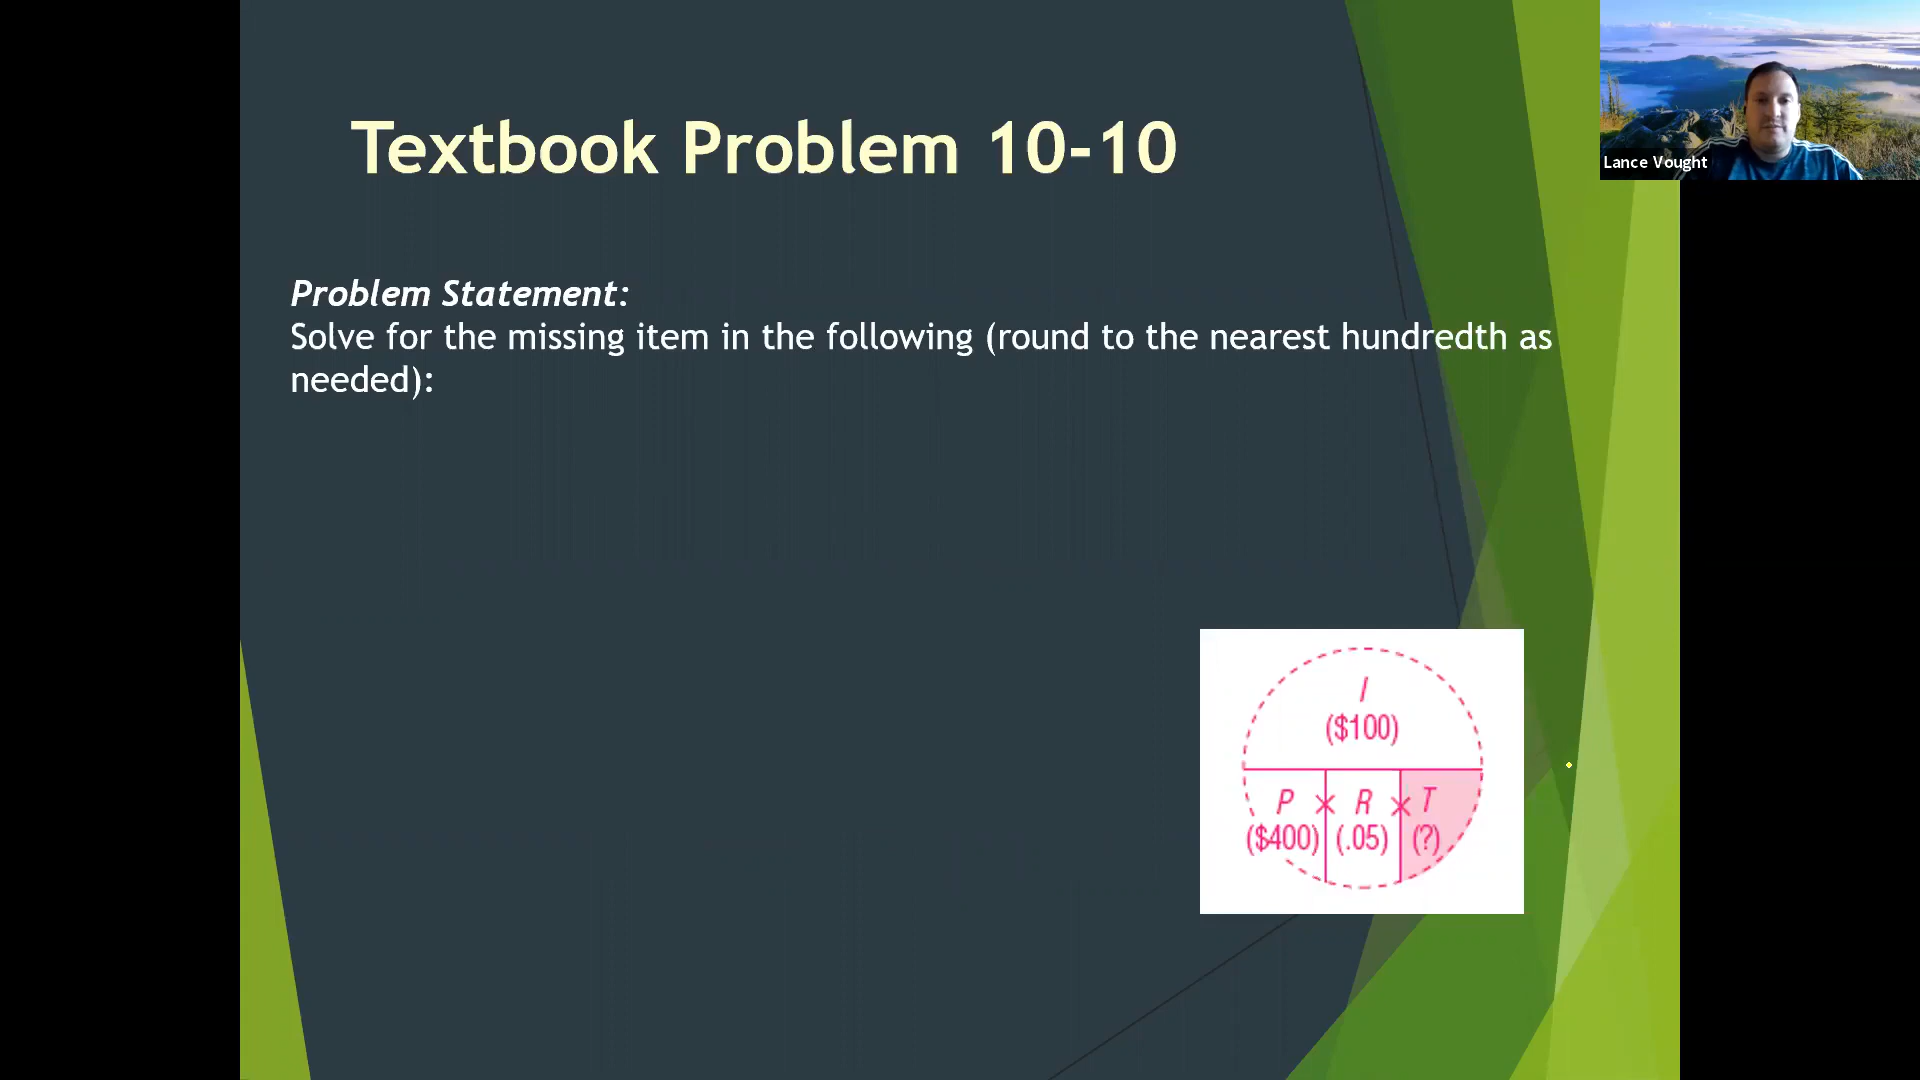 Textbook Problem 10-10
Lance Vought
Problem Statement:
Solve for the missing item in the following (round to the nearest hundredth as
needed):
I
($100)
P × R × T
($400) (.05) (?)